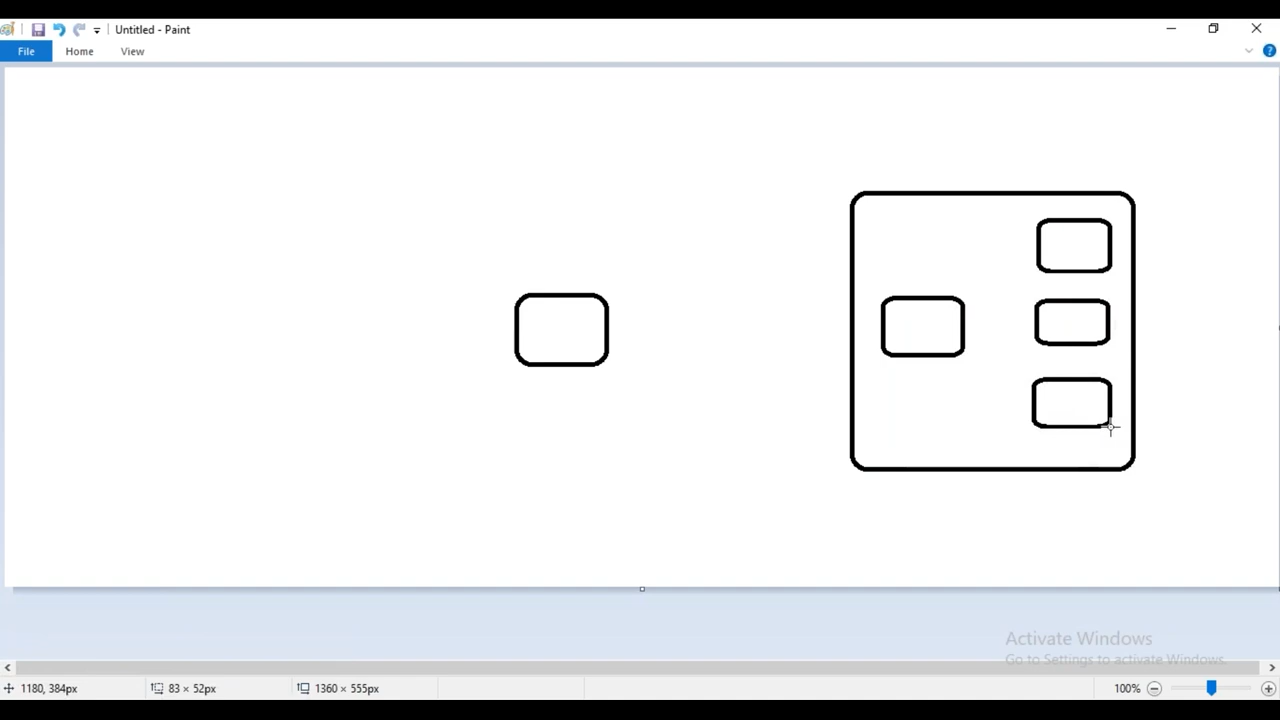 Untitled - Paint
File Home View
Activate Windows
Go to Settings to activate Windows.
1180, 384px 83 × 52px 1360 × 555px 100%